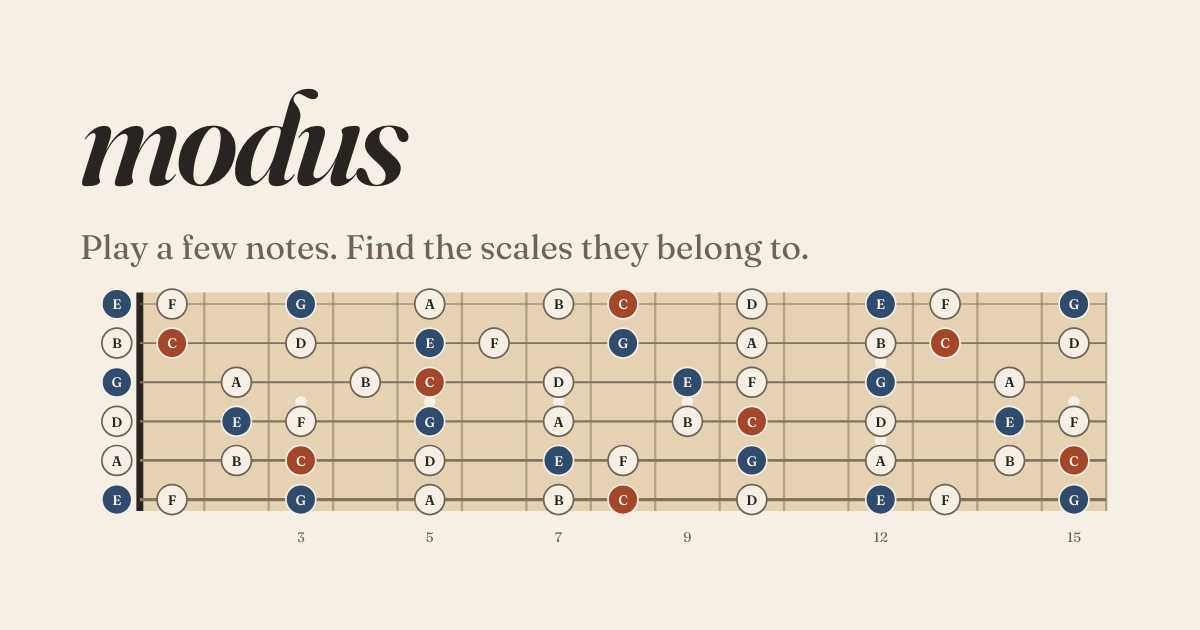 modus
Play a few notes. Find the scales they belong to.
E F G A B C D E F G
B C D E F G A B C D
G A B C D E F G A
D E F G A B C D E F
A B C D E F G A B C
E F G A B C D E F G
3 5 7 9 12 15